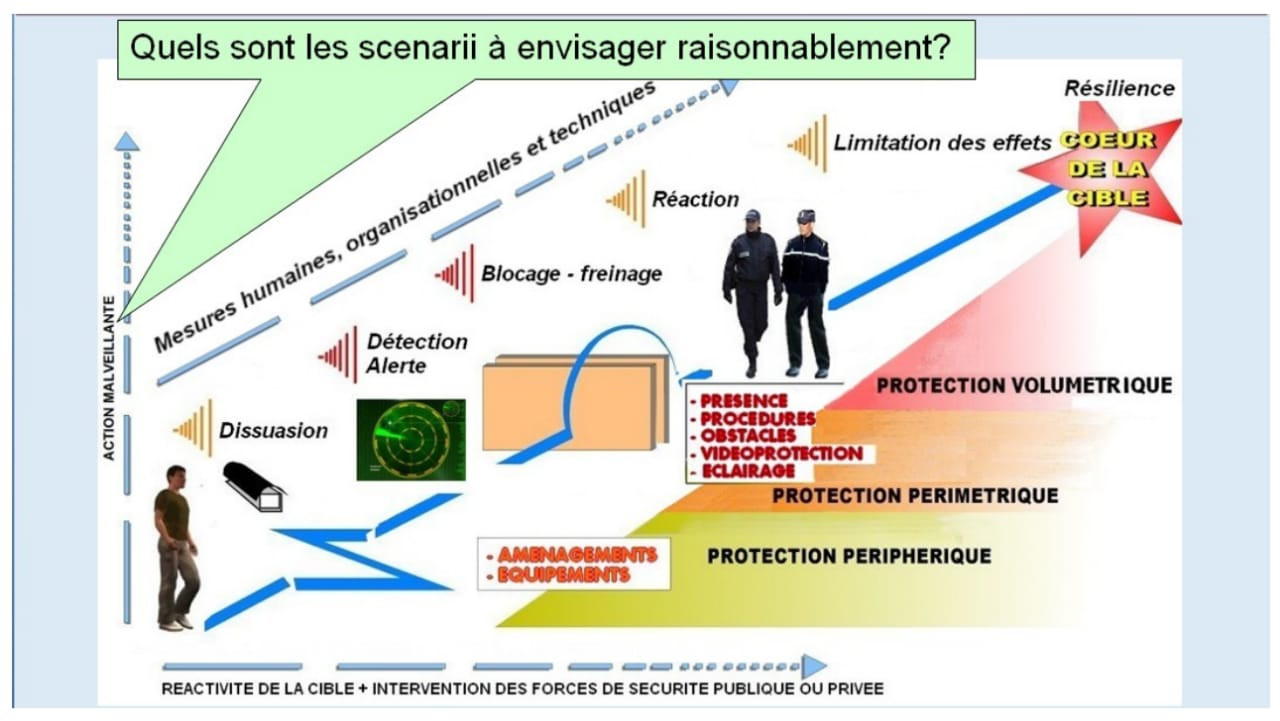 Quels sont les scenarii à envisager raisonnablement?
Résilience
Mesures humaines, organisationnelles et techniques
Limitation des effets
COEUR
DE LA
CIBLE
Réaction
Blocage - freinage
ACTION MALVEILLANTE
Détection
Alerte
Dissuasion
PROTECTION VOLUMETRIQUE
- PRESENCE
- PROCEDURES
- OBSTACLES
- VIDEOPROTECTION
- ECLAIRAGE
PROTECTION PERIMETRIQUE
- AMENAGEMENTS
- EQUIPEMENTS
PROTECTION PERIPHERIQUE
REACTIVITE DE LA CIBLE + INTERVENTION DES FORCES DE SECURITE PUBLIQUE OU PRIVEE